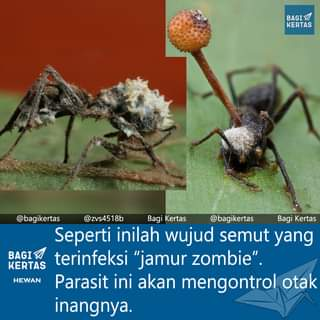 BAGI
KERTAS
@bagikertas @zvs4518b Bagi Kertas @bagikertas Bagi Kertas
BAGI
KERTAS
HEWAN
Seperti inilah wujud semut yang
terinfeksi “jamur zombie”.
Parasit ini akan mengontrol otak
inangnya.